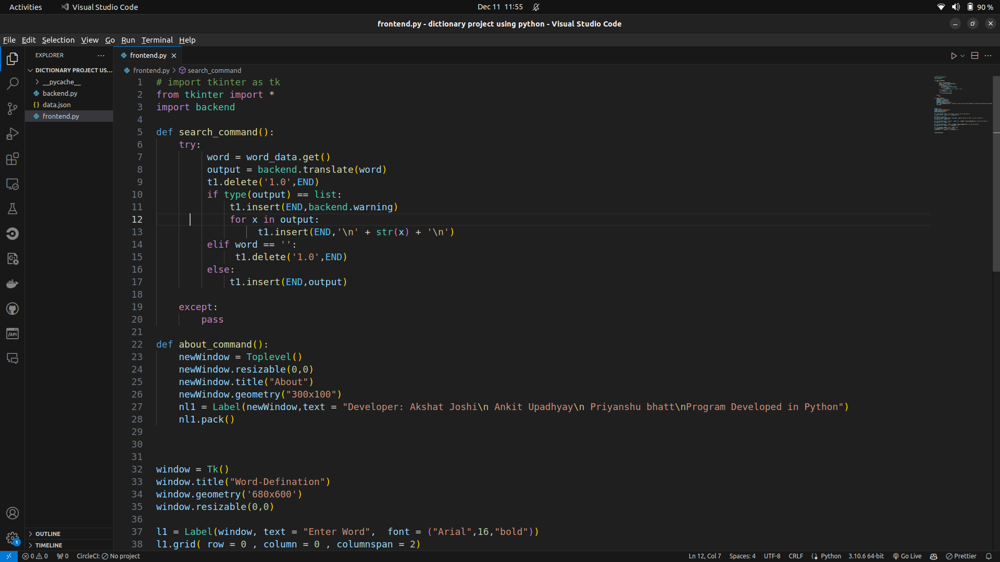 Activities Visual Studio Code Dec 11 11:55 90 %
frontend.py - dictionary project using python - Visual Studio Code
File Edit Selection View Go Run Terminal Help
EXPLORER
DICTIONARY PROJECT US...
__pycache__
backend.py
data.json
frontend.py
OUTLINE
TIMELINE
frontend.py
frontend.py > search_command
1 # import tkinter as tk
2 from tkinter import *
3 import backend
4
5 def search_command():
6 try:
7 word = word_data.get()
8 output = backend.translate(word)
9 t1.delete('1.0',END)
10 if type(output) == list:
11 t1.insert(END,backend.warning)
12 for x in output:
13 t1.insert(END,'\n' + str(x) + '\n')
14 elif word == '':
15 t1.delete('1.0',END)
16 else:
17 t1.insert(END,output)
18
19 except:
20 pass
21
22 def about_command():
23 newWindow = Toplevel()
24 newWindow.resizable(0,0)
25 newWindow.title("About")
26 newWindow.geometry("300x100")
27 nl1 = Label(newWindow,text = "Developer: Akshat Joshi\n Ankit Upadhyay\n Priyanshu bhatt\nProgram Developed in Python")
28 nl1.pack()
29
30
31
32 window = Tk()
33 window.title("Word-Defination")
34 window.geometry('680x600')
35 window.resizable(0,0)
36
37 l1 = Label(window, text = "Enter Word",  font = ("Arial",16,"bold"))
38 l1.grid( row = 0 , column = 0 , columnspan = 2)
/API
1
0 0 0 CircleCI: No project Ln 12, Col 7 Spaces: 4 UTF-8 CRLF Python 3.10.6 64-bit Go Live Prettier